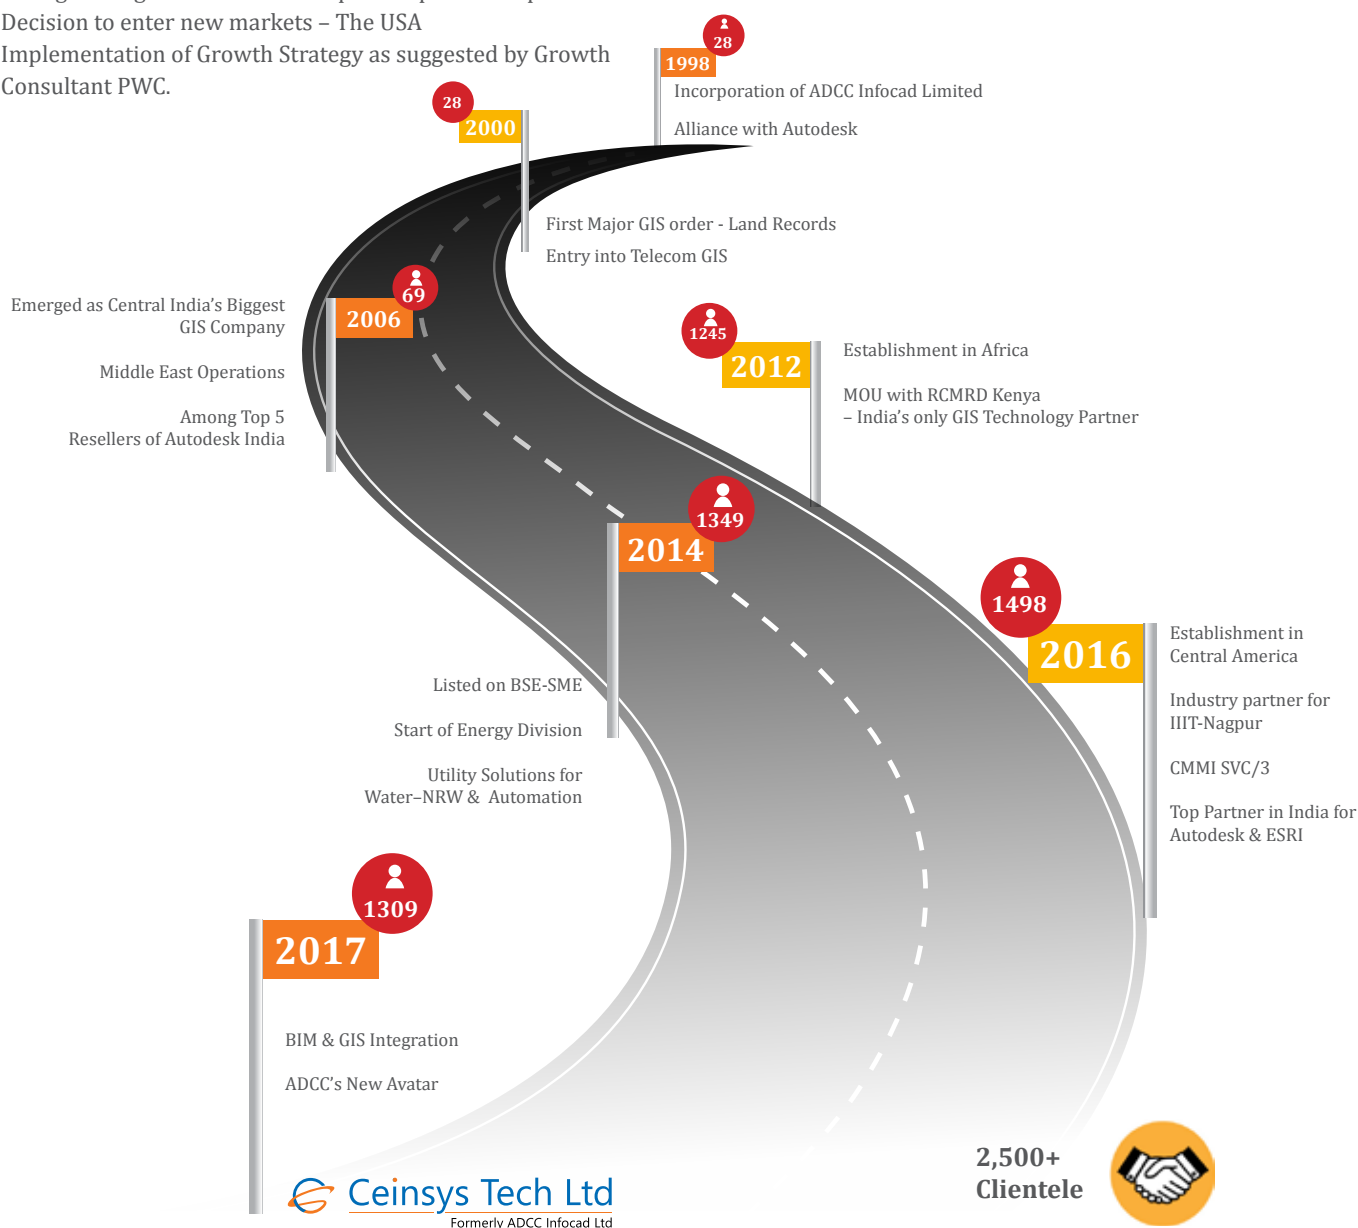 Decision to enter new markets – The USA
Implementation of Growth Strategy as suggested by Growth
Consultant PWC.
28
1998
Incorporation of ADCC Infocad Limited
Alliance with Autodesk
28
2000
First Major GIS order - Land Records
Entry into Telecom GIS
69
2006
Emerged as Central India’s Biggest
GIS Company
Middle East Operations
Among Top 5
Resellers of Autodesk India
1245
2012
Establishment in Africa
MOU with RCMRD Kenya
– India’s only GIS Technology Partner
1349
2014
Listed on BSE-SME
Start of Energy Division
Utility Solutions for
Water–NRW & Automation
1498
2016
Establishment in
Central America
Industry partner for
IIIT-Nagpur
CMMI SVC/3
Top Partner in India for
Autodesk & ESRI
1309
2017
BIM & GIS Integration
ADCC’s New Avatar
Ceinsys Tech Ltd
Formerly ADCC Infocad Ltd
2,500+
Clientele